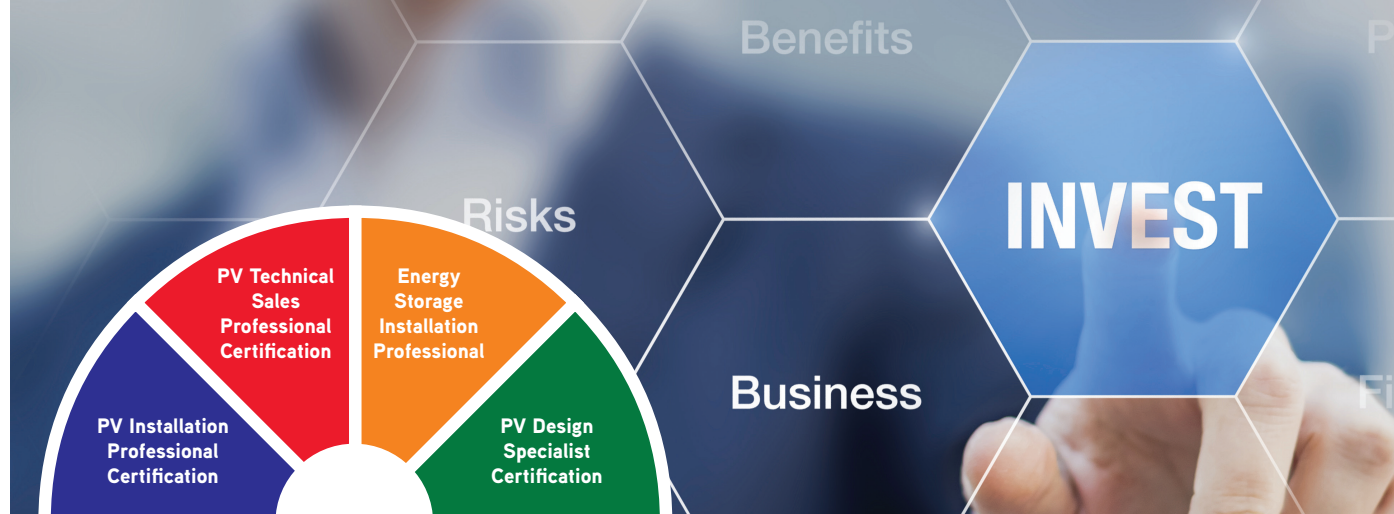 Benefits
Risks
INVEST
Business
PV Technical
Sales
Professional
Certification
Energy
Storage
Installation
Professional
PV Installation
Professional
Certification
PV Design
Specialist
Certification